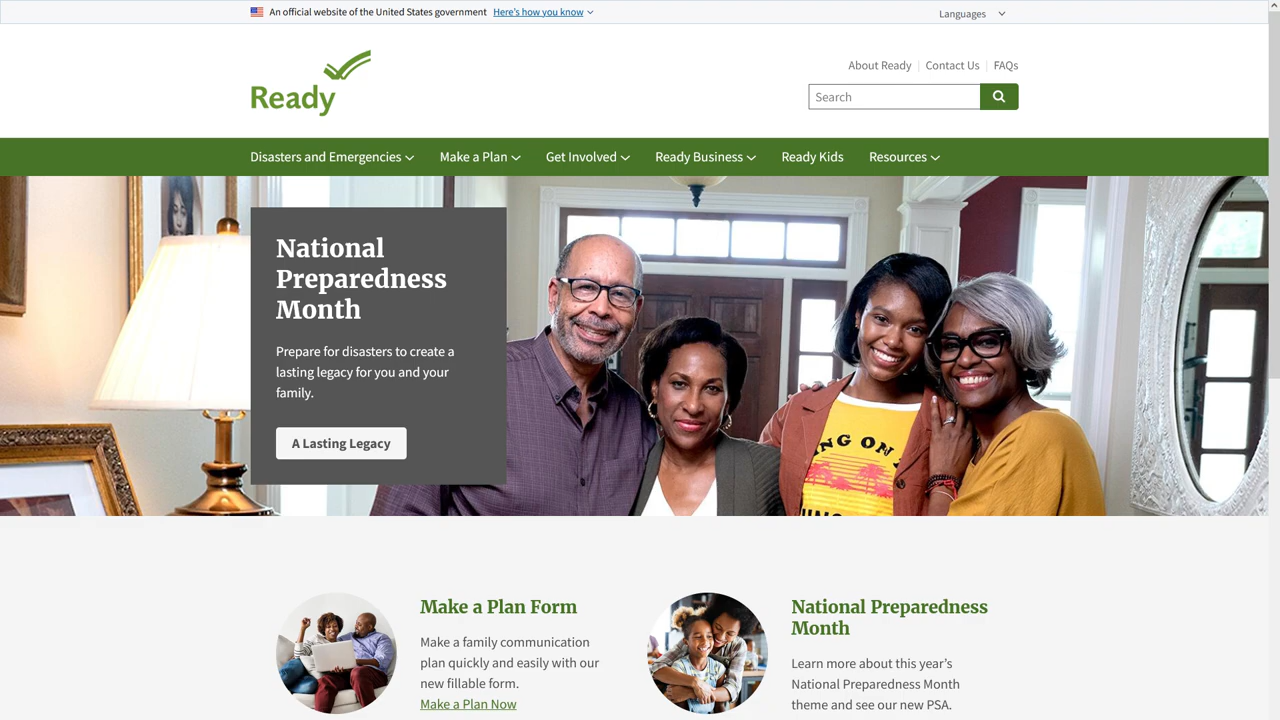 An official website of the United States government Here's how you know
Languages
Ready
About Ready
Contact Us
FAQs
Search
Disasters and Emergencies
Make a Plan
Get Involved
Ready Business
Ready Kids
Resources
National
Preparedness
Month
Prepare for disasters to create a
lasting legacy for you and your
family.
A Lasting Legacy
Make a Plan Form
Make a family communication
plan quickly and easily with our
new fillable form.
Make a Plan Now
National Preparedness
Month
Learn more about this year's
National Preparedness Month
theme and see our new PSA.